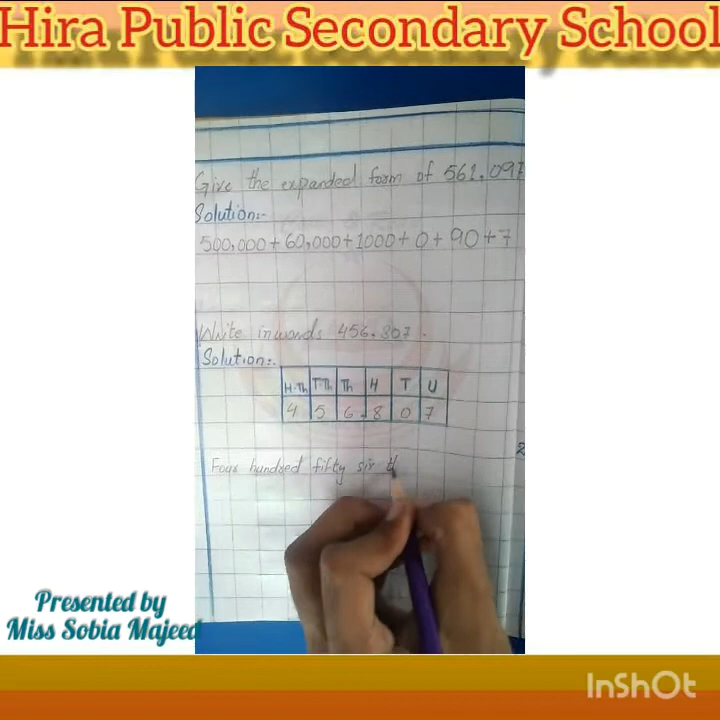 Hira Public Secondary School
Give the expanded form of 561,097
Solution:-
500,000 + 60,000 + 1000 + 0 + 90 + 7
Write in words 456,807.
Solution:-
H.Th T.Th Th H T U
4 5 6 . 8 0 7
Four hundred fifty six t
2
Presented by
Miss Sobia Majeed
InShOt